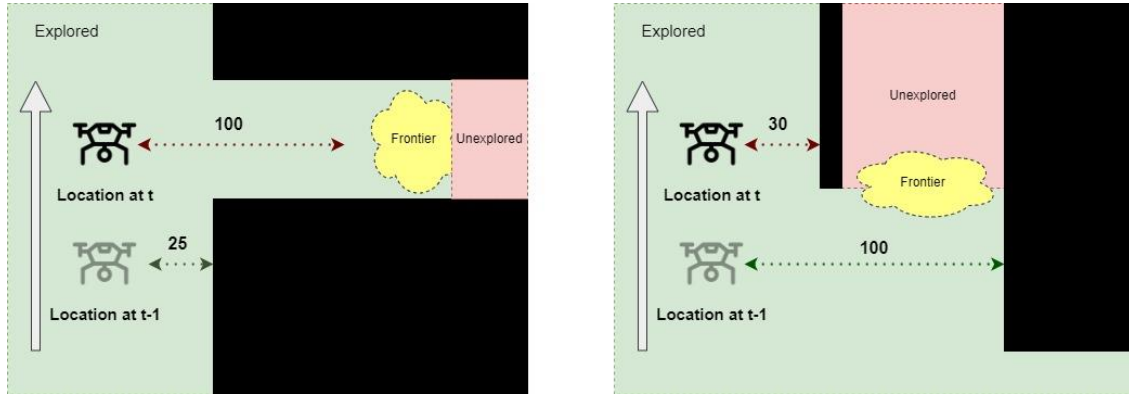 Explored
100
Frontier
Unexplored
Location at t
25
Location at t-1
Explored
Unexplored
30
Frontier
Location at t
100
Location at t-1